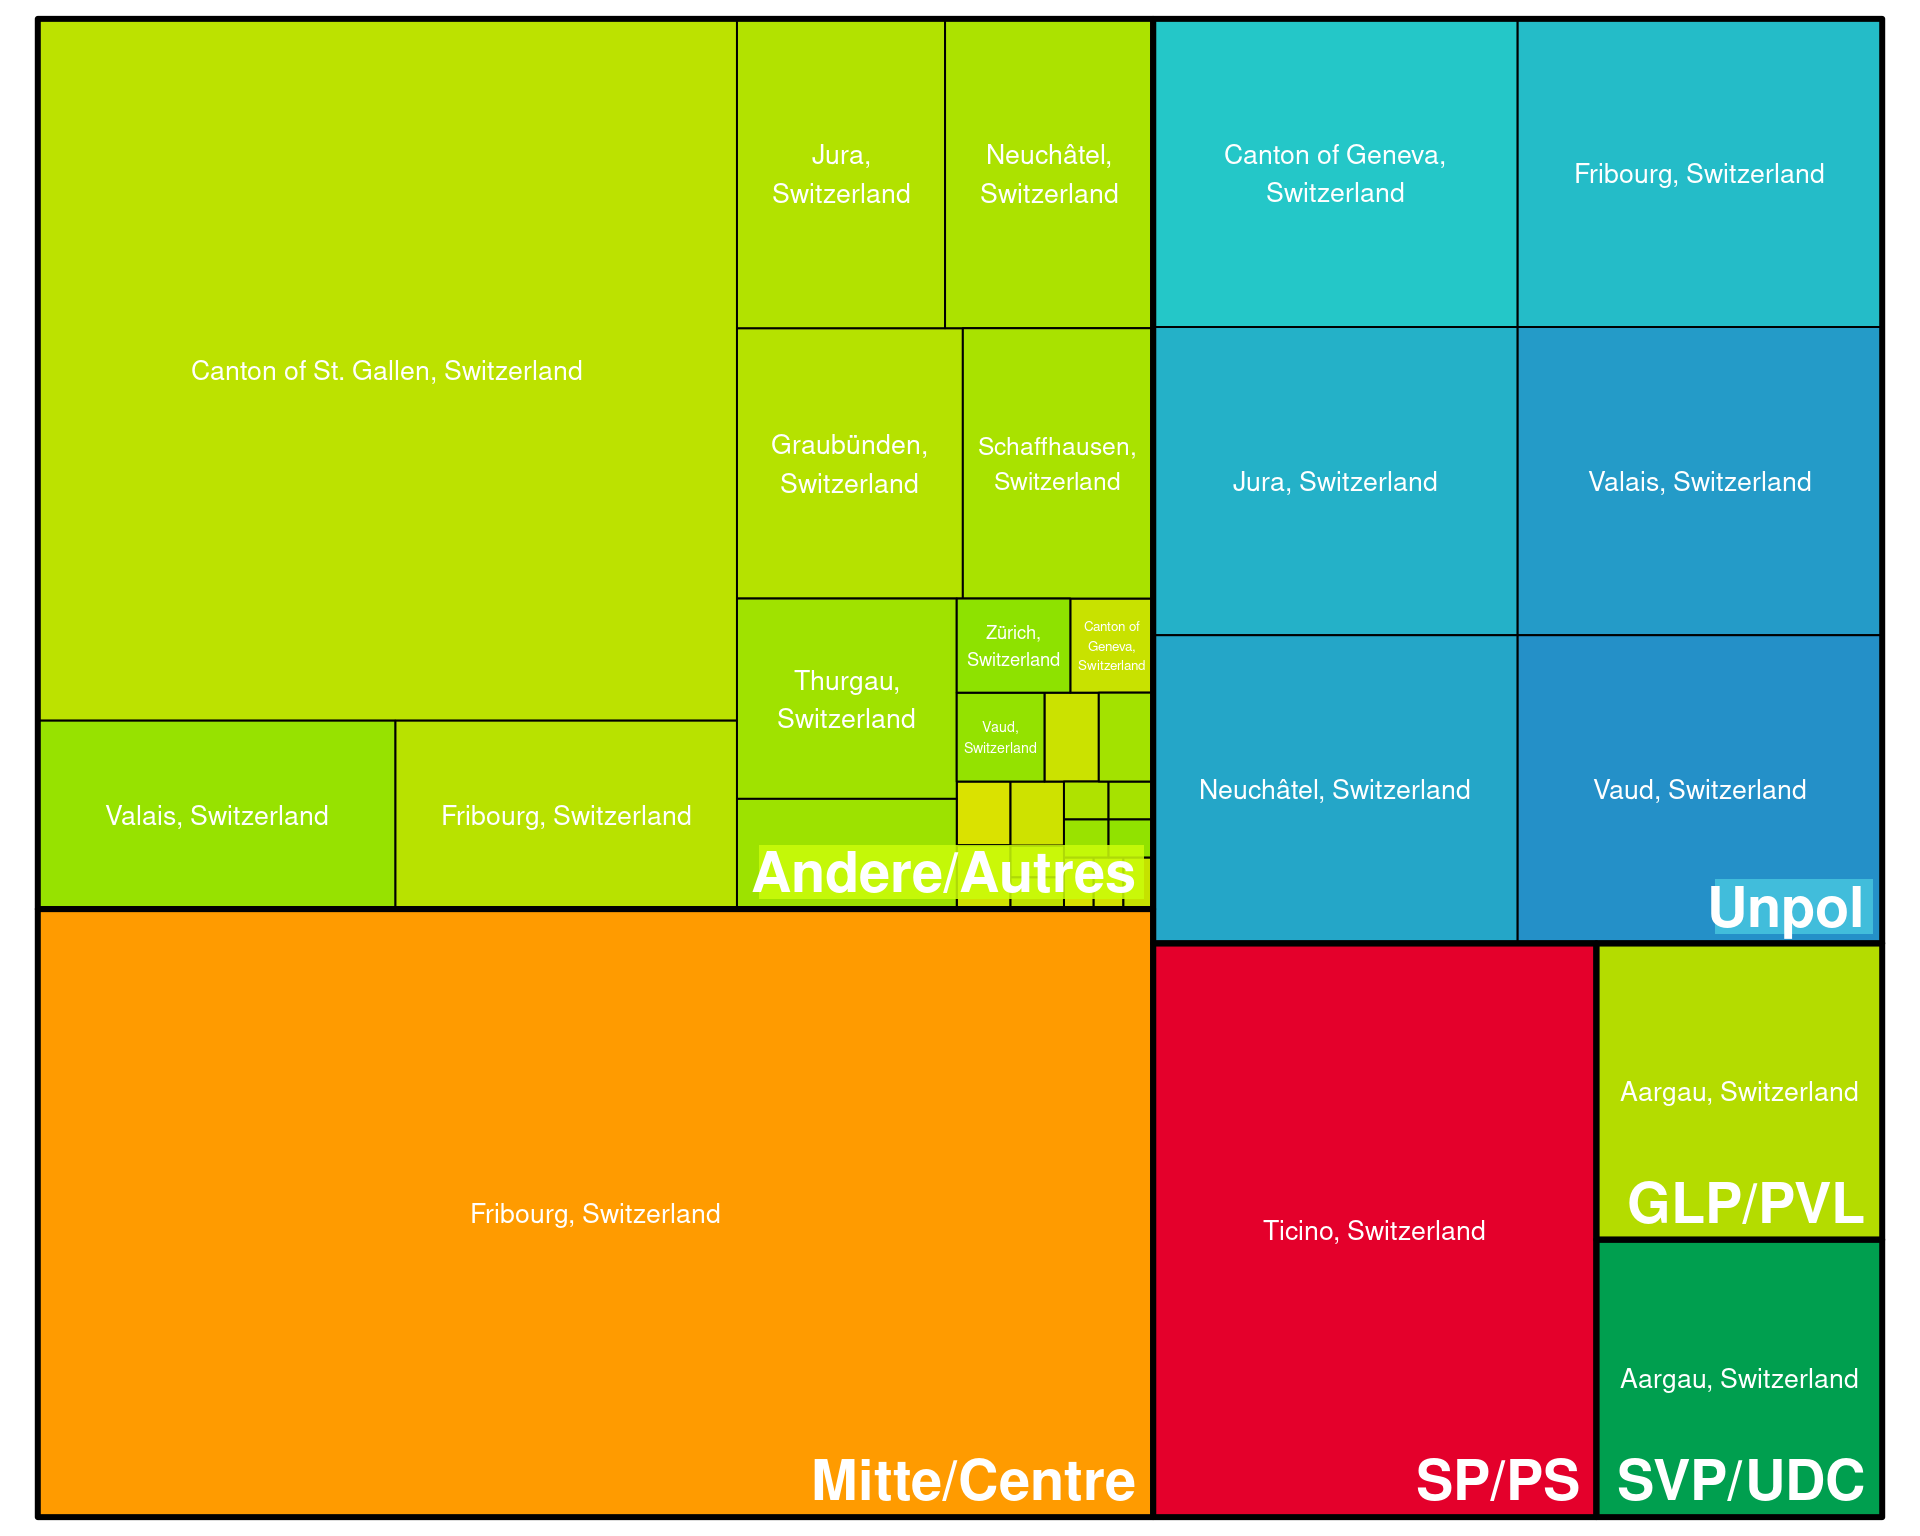 Jura,
Switzerland
Neuchâtel,
Switzerland
Canton of Geneva,
Switzerland
Fribourg, Switzerland
Canton of St. Gallen, Switzerland
Graubünden,
Switzerland
Schaffhausen,
Switzerland
Jura, Switzerland
Valais, Switzerland
Thurgau,
Switzerland
Zürich,
Switzerland
Canton of
Geneva,
Switzerland
Vaud,
Switzerland
Valais, Switzerland
Fribourg, Switzerland
Andere/Autres
Neuchâtel, Switzerland
Vaud, Switzerland
Unpol
Fribourg, Switzerland
Mitte/Centre
Ticino, Switzerland
SP/PS
Aargau, Switzerland
GLP/PVL
Aargau, Switzerland
SVP/UDC